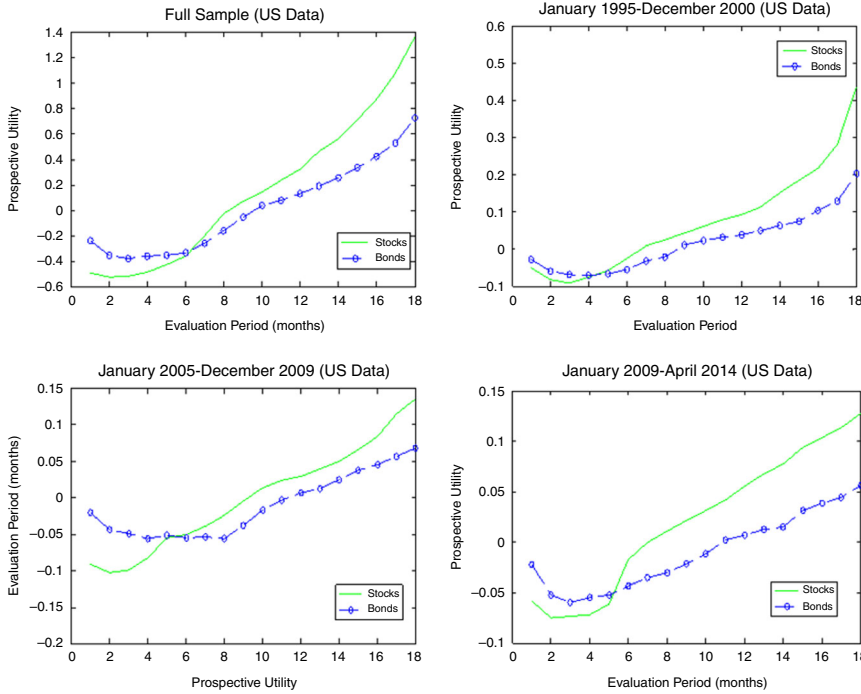 Full Sample (US Data)
Prospective Utility
1.4
1.2
1
0.8
0.6
0.4
0.2
0
−0.2
−0.4
−0.6
Stocks
Bonds
0 2 4 6 8 10 12 14 16 18
Evaluation Period (months)
January 1995-December 2000 (US Data)
Prospective Utility
0.6
0.5
0.4
0.3
0.2
0.1
0
−0.1
Stocks
Bonds
0 2 4 6 8 10 12 14 16 18
Evaluation Period
January 2005-December 2009 (US Data)
Evaluation Period (months)
0.15
0.1
0.05
0
−0.05
−0.1
−0.15
−0.2
Stocks
Bonds
0 2 4 6 8 10 12 14 16 18
Prospective Utility
January 2009-April 2014 (US Data)
Prospective Utility
0.15
0.1
0.05
0
−0.05
−0.1
Stocks
Bonds
0 2 4 6 8 10 12 14 16 18
Evaluation Period (months)